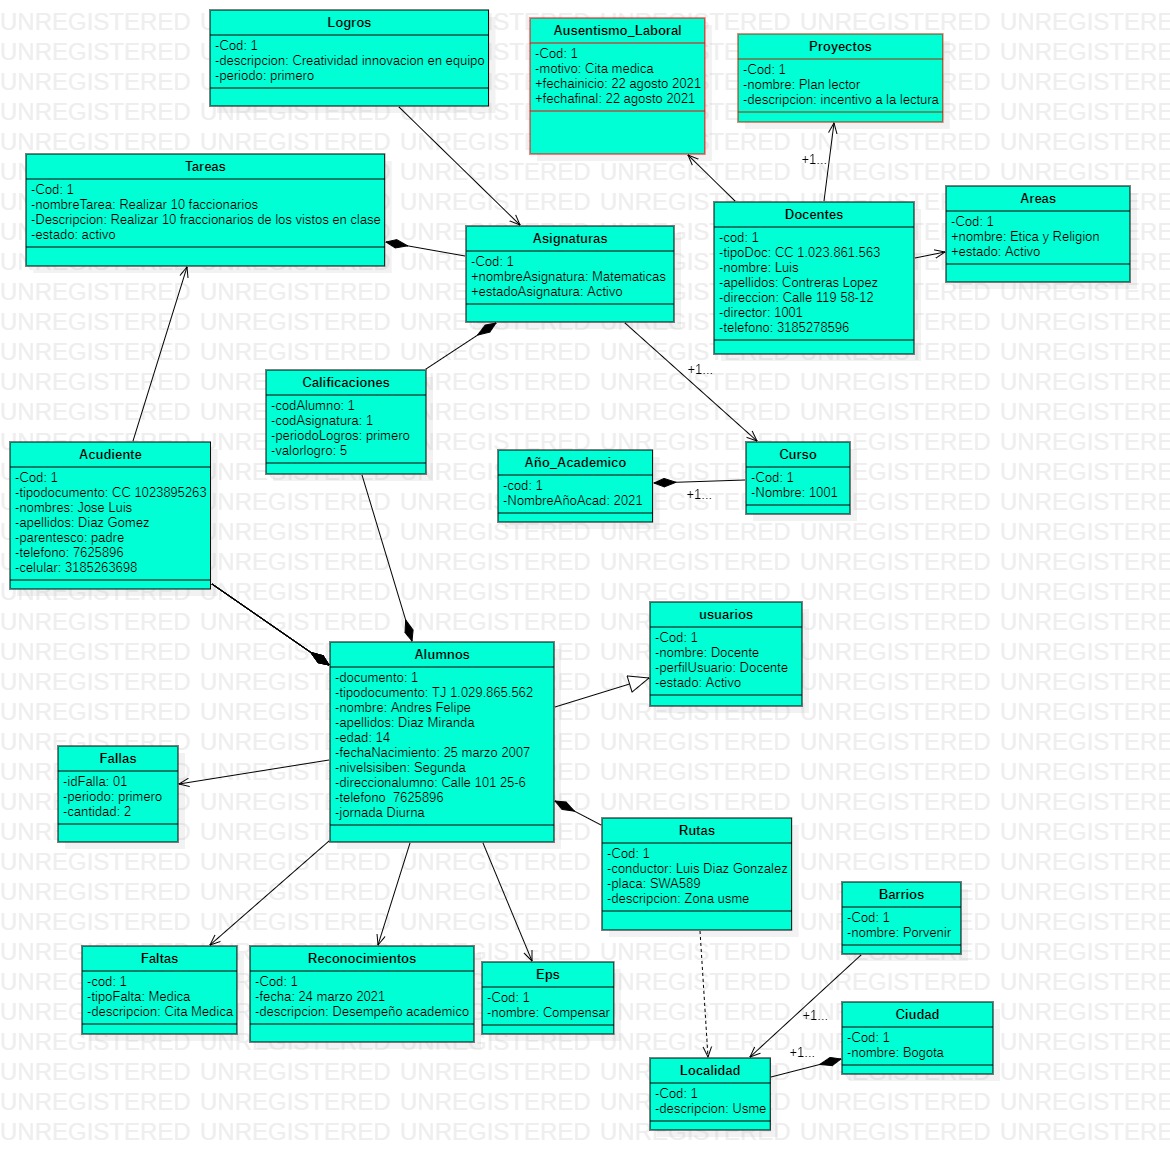 Logros
-Cod: 1
-descripcion: Creatividad innovacion en equipo
-periodo: primero
Ausentismo_Laboral
-Cod: 1
-motivo: Cita medica
+fechainicio: 22 agosto 2021
+fechafinal: 22 agosto 2021
Proyectos
-Cod: 1
-nombre: Plan lector
-descripcion: incentivo a la lectura
+1...
Tareas
-Cod: 1
-nombreTarea: Realizar 10 faccionarios
-Descripcion: Realizar 10 fraccionarios de los vistos en clase
-estado: activo
Asignaturas
-Cod: 1
+nombreAsignatura: Matematicas
+estadoAsignatura: Activo
Docentes
-cod: 1
-tipoDoc: CC 1.023.861.563
-nombre: Luis
-apellidos: Contreras Lopez
-direccion: Calle 119 58-12
-director: 1001
-telefono: 3185278596
Areas
-Cod: 1
+nombre: Etica y Religion
+estado: Activo
Calificaciones
-codAlumno: 1
-codAsignatura: 1
-periodoLogros: primero
-valorlogro: 5
+1...
Acudiente
-Cod: 1
-tipodocumento: CC 1023895263
-nombres: Jose Luis
-apellidos: Diaz Gomez
-parentesco: padre
-telefono: 7625896
-celular: 3185263698
Año_Academico
-cod: 1
-NombreAñoAcad: 2021
+1...
Curso
-Cod: 1
-Nombre: 1001
Alumnos
-documento: 1
-tipodocumento: TJ 1.029.865.562
-nombre: Andres Felipe
-apellidos: Diaz Miranda
-edad: 14
-fechaNacimiento: 25 marzo 2007
-nivelsisiben: Segunda
-direccionalumno: Calle 101 25-6
-telefono 7625896
-jornada Diurna
usuarios
-Cod: 1
-nombre: Docente
-perfilUsuario: Docente
-estado: Activo
Fallas
-idFalla: 01
-periodo: primero
-cantidad: 2
Rutas
-Cod: 1
-conductor: Luis Diaz Gonzalez
-placa: SWA589
-descripcion: Zona usme
Barrios
-Cod: 1
-nombre: Porvenir
Faltas
-cod: 1
-tipoFalta: Medica
-descripcion: Cita Medica
Reconocimientos
-Cod: 1
-fecha: 24 marzo 2021
-descripcion: Desempeño academico
Eps
-Cod: 1
-nombre: Compensar
+1...
Ciudad
-Cod: 1
-nombre: Bogota
+1...
Localidad
-Cod: 1
-descripcion: Usme
UNREGISTERED